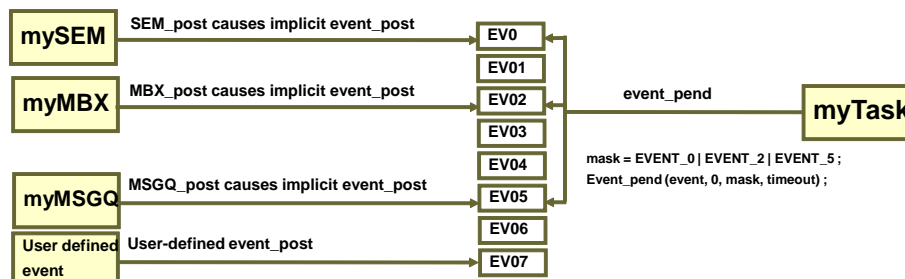 mySEM
SEM_post causes implicit event_post
EV0
EV01
myMBX
MBX_post causes implicit event_post
EV02
event_pend
myTask
EV03
EV04
mask = EVENT_0 | EVENT_2 | EVENT_5 ;
Event_pend (event, 0, mask, timeout) ;
myMSGQ
MSGQ_post causes implicit event_post
EV05
EV06
User defined
event
User-defined event_post
EV07